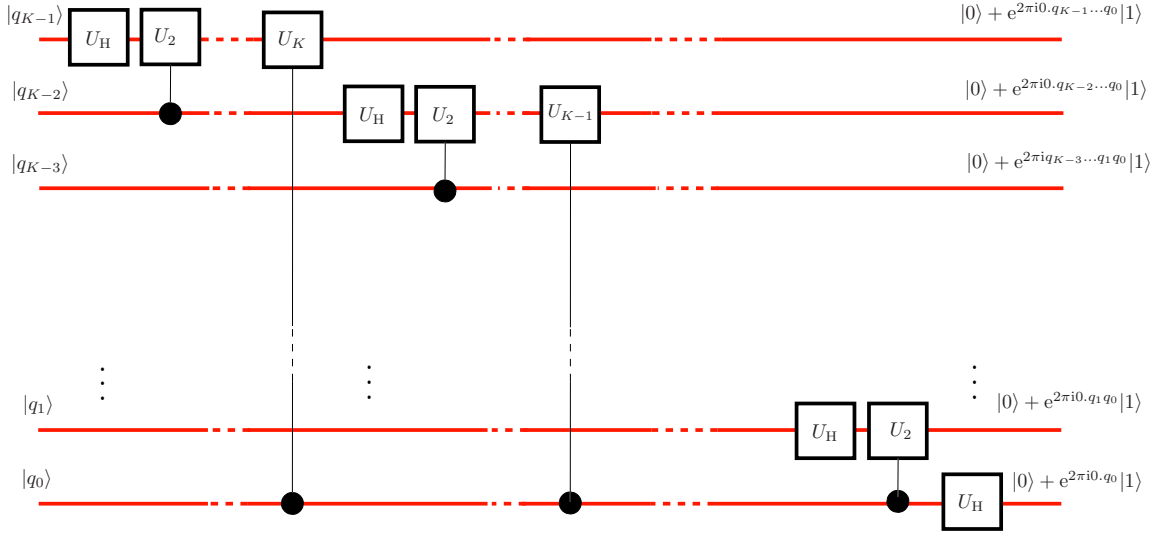 |q_{K−1}⟩ |0⟩ + e^{2πi0.q_{K−1}...q_0}|1⟩
U_H U_2 U_K
|q_{K−2}⟩ |0⟩ + e^{2πi0.q_{K−2}...q_0}|1⟩
U_H U_2 U_{K−1}
|q_{K−3}⟩ |0⟩ + e^{2πiq_{K−3}...q_1q_0}|1⟩
⋮ ⋮ ⋮
|q_1⟩ |0⟩ + e^{2πi0.q_1q_0}|1⟩
U_H U_2
|q_0⟩ |0⟩ + e^{2πi0.q_0}|1⟩
U_H